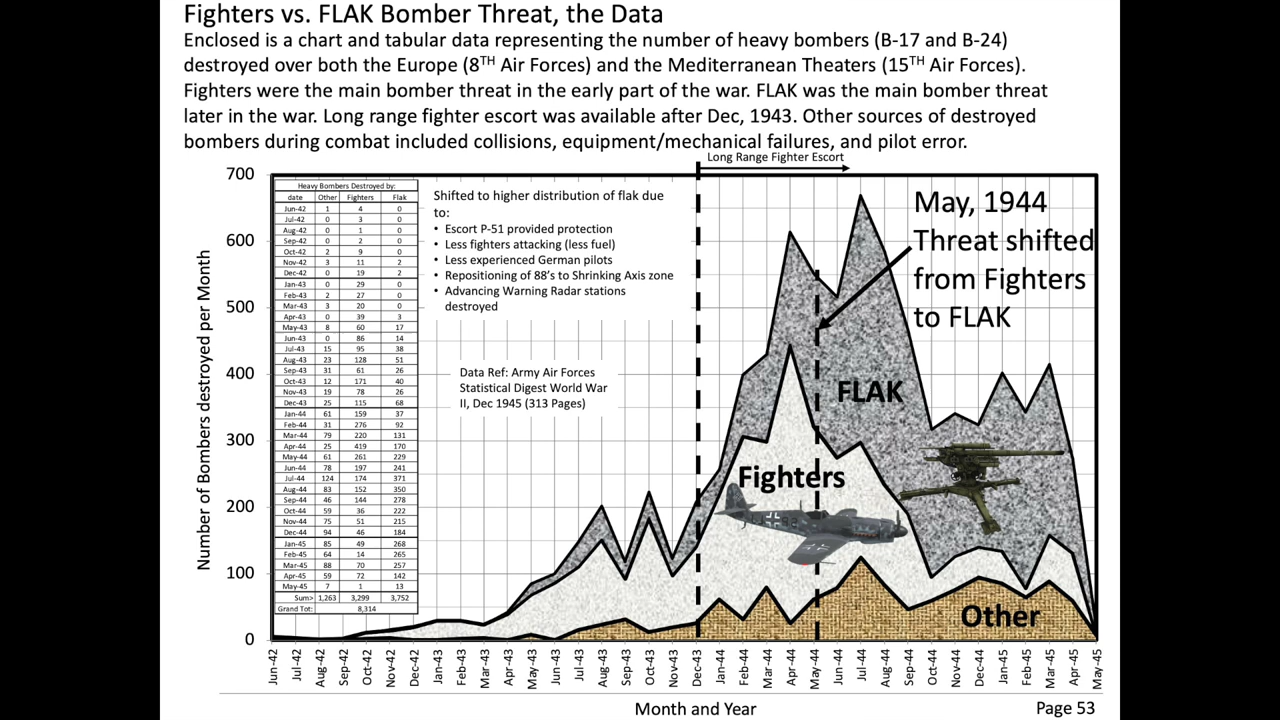 Fighters vs. FLAK Bomber Threat, the Data
Enclosed is a chart and tabular data representing the number of heavy bombers (B-17 and B-24)
destroyed over both the Europe (8TH Air Forces) and the Mediterranean Theaters (15TH Air Forces).
Fighters were the main bomber threat in the early part of the war. FLAK was the main bomber threat
later in the war. Long range fighter escort was available after Dec, 1943. Other sources of destroyed
bombers during combat included collisions, equipment/mechanical failures, and pilot error.
Long Range Fighter Escort
Number of Bombers destroyed per Month
700
600
500
400
300
200
100
0
Heavy Bombers Destroyed by:
date Other Fighters Flak
Jun-42 1 4 0
Jul-42 0 3 0
Aug-42 0 1 0
Sep-42 0 2 0
Oct-42 2 9 0
Nov-42 3 11 2
Dec-42 0 19 2
Jan-43 0 29 0
Feb-43 2 27 0
Mar-43 3 20 0
Apr-43 0 39 3
May-43 8 60 17
Jun-43 0 86 14
Jul-43 15 95 38
Aug-43 23 128 51
Sep-43 31 61 26
Oct-43 12 171 40
Nov-43 19 78 26
Dec-43 25 115 68
Jan-44 61 159 37
Feb-44 31 276 92
Mar-44 79 220 131
Apr-44 25 419 170
May-44 61 261 229
Jun-44 78 197 241
Jul-44 124 174 371
Aug-44 83 152 350
Sep-44 46 144 278
Oct-44 59 36 222
Nov-44 75 51 215
Dec-44 94 46 184
Jan-45 85 49 268
Feb-45 64 14 265
Mar-45 88 70 257
Apr-45 59 72 142
May-45 7 1 13
Sum> 1,263 3,299 3,752
Grand Tot: 8,314
Shifted to higher distribution of flak due
to:
• Escort P-51 provided protection
• Less fighters attacking (less fuel)
• Less experienced German pilots
• Repositioning of 88's to Shrinking Axis zone
• Advancing Warning Radar stations
destroyed
Data Ref: Army Air Forces
Statistical Digest World War
II, Dec 1945 (313 Pages)
May, 1944
Threat shifted
from Fighters
to FLAK
FLAK
Fighters
Other
Jun-42 Jul-42 Aug-42 Sep-42 Oct-42 Nov-42 Dec-42 Jan-43 Feb-43 Mar-43 Apr-43 May-43 Jun-43 Jul-43 Aug-43 Sep-43 Oct-43 Nov-43 Dec-43 Jan-44 Feb-44 Mar-44 Apr-44 May-44 Jun-44 Jul-44 Aug-44 Sep-44 Oct-44 Nov-44 Dec-44 Jan-45 Feb-45 Mar-45 Apr-45 May-45
Month and Year
Page 53